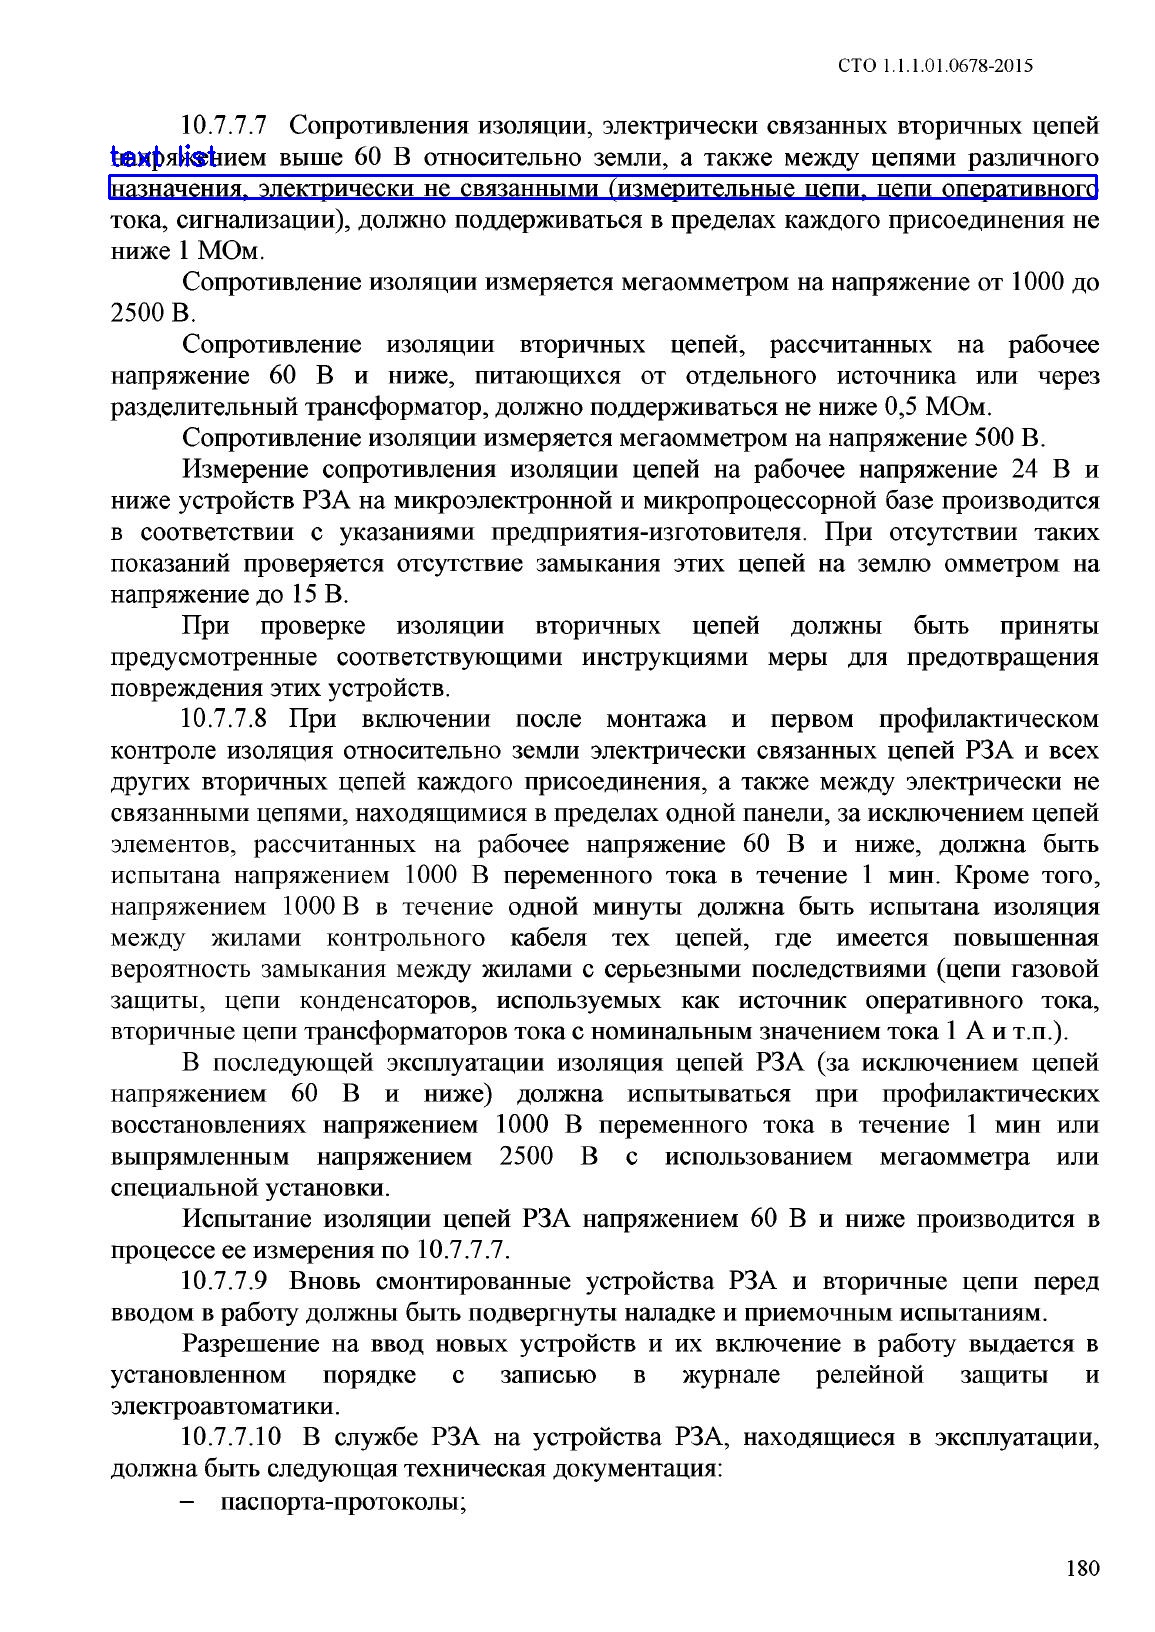 СТО 1.1.1.01.0678-2015
10.7.7.7 Сопротивления изоляции, электрически связанных вторичных цепей
text list
выше 60 В относительно земли, а также между цепями различного
назначения, электрически не связанными (измерительные цепи, цепи оперативного
тока, сигнализации), должно поддерживаться в пределах каждого присоединения не
ниже 1 МОм.
Сопротивление изоляции измеряется мегаомметром на напряжение от 1000 до
2500 В.
Сопротивление изоляции вторичных цепей, рассчитанных на рабочее
напряжение 60 В и ниже, питающихся от отдельного источника или через
разделительный трансформатор, должно поддерживаться не ниже 0,5 МОм.
Сопротивление изоляции измеряется мегаомметром на напряжение 500 В.
Измерение сопротивления изоляции цепей на рабочее напряжение 24 В и
ниже устройств РЗА на микроэлектронной и микропроцессорной базе производится
в соответствии с указаниями предприятия-изготовителя. При отсутствии таких
показаний проверяется отсутствие замыкания этих цепей на землю омметром на
напряжение до 15 В.
При проверке изоляции вторичных цепей должны быть приняты
предусмотренные соответствующими инструкциями меры для предотвращения
повреждения этих устройств.
10.7.7.8 При включении после монтажа и первом профилактическом
контроле изоляция относительно земли электрически связанных цепей РЗА и всех
других вторичных цепей каждого присоединения, а также между электрически не
связанными цепями, находящимися в пределах одной панели, за исключением цепей
элементов, рассчитанных на рабочее напряжение 60 В и ниже, должна быть
испытана напряжением 1000 В переменного тока в течение 1 мин. Кроме того,
напряжением 1000 В в течение одной минуты должна быть испытана изоляция
между жилами контрольного кабеля тех цепей, где имеется повышенная
вероятность замыкания между жилами с серьезными последствиями (цепи газовой
защиты, цепи конденсаторов, используемых как источник оперативного тока,
вторичные цепи трансформаторов тока с номинальным значением тока 1 А и т.п.).
В последующей эксплуатации изоляция цепей РЗА (за исключением цепей
напряжением 60 В и ниже) должна испытываться при профилактических
восстановлениях напряжением 1000 В переменного тока в течение 1 мин или
выпрямленным напряжением 2500 В с использованием мегаомметра или
специальной установки.
Испытание изоляции цепей РЗА напряжением 60 В и ниже производится в
процессе ее измерения по 10.7.7.7.
10.7.7.9 Вновь смонтированные устройства РЗА и вторичные цепи перед
вводом в работу должны быть подвергнуты наладке и приемочным испытаниям.
Разрешение на ввод новых устройств и их включение в работу выдается в
установленном порядке с записью в журнале релейной защиты и
электроавтоматики.
10.7.7.10 В службе РЗА на устройства РЗА, находящиеся в эксплуатации,
должна быть следующая техническая документация:
– паспорта-протоколы;
180